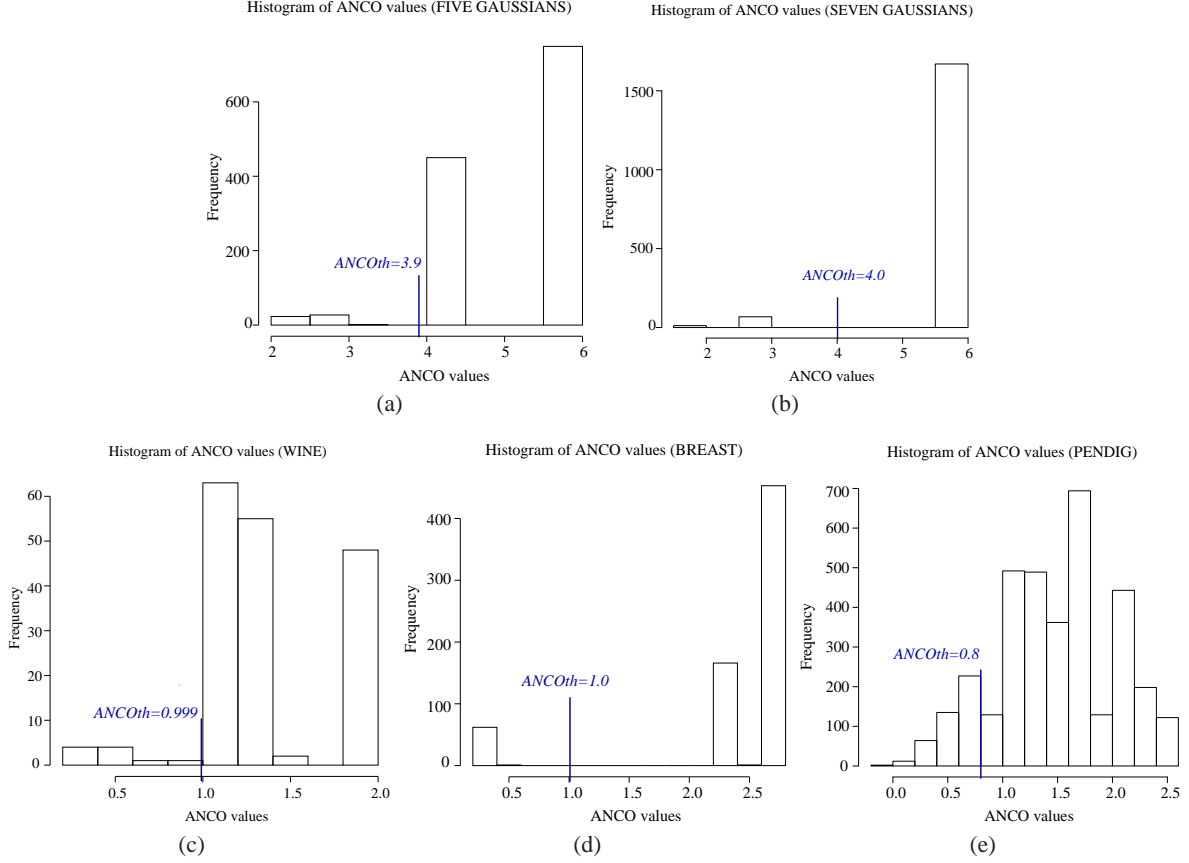 Histogram of ANCO values (FIVE GAUSSIANS)
600
400
200
0
Frequency
ANCOth=3.9
2 3 4 5 6
ANCO values
(a)
Histogram of ANCO values (SEVEN GAUSSIANS)
1500
1000
500
0
Frequency
ANCOth=4.0
2 3 4 5 6
ANCO values
(b)
Histogram of ANCO values (WINE)
60
50
40
30
20
10
0
Frequency
ANCOth=0.999
0.5 1.0 1.5 2.0
ANCO values
(c)
Histogram of ANCO values (BREAST)
400
300
200
100
0
Frequency
ANCOth=1.0
0.5 1.0 1.5 2.0 2.5
ANCO values
(d)
Histogram of ANCO values (PENDIG)
700
600
500
400
300
200
100
0
Frequency
ANCOth=0.8
0.0 0.5 1.0 1.5 2.0 2.5
ANCO values
(e)